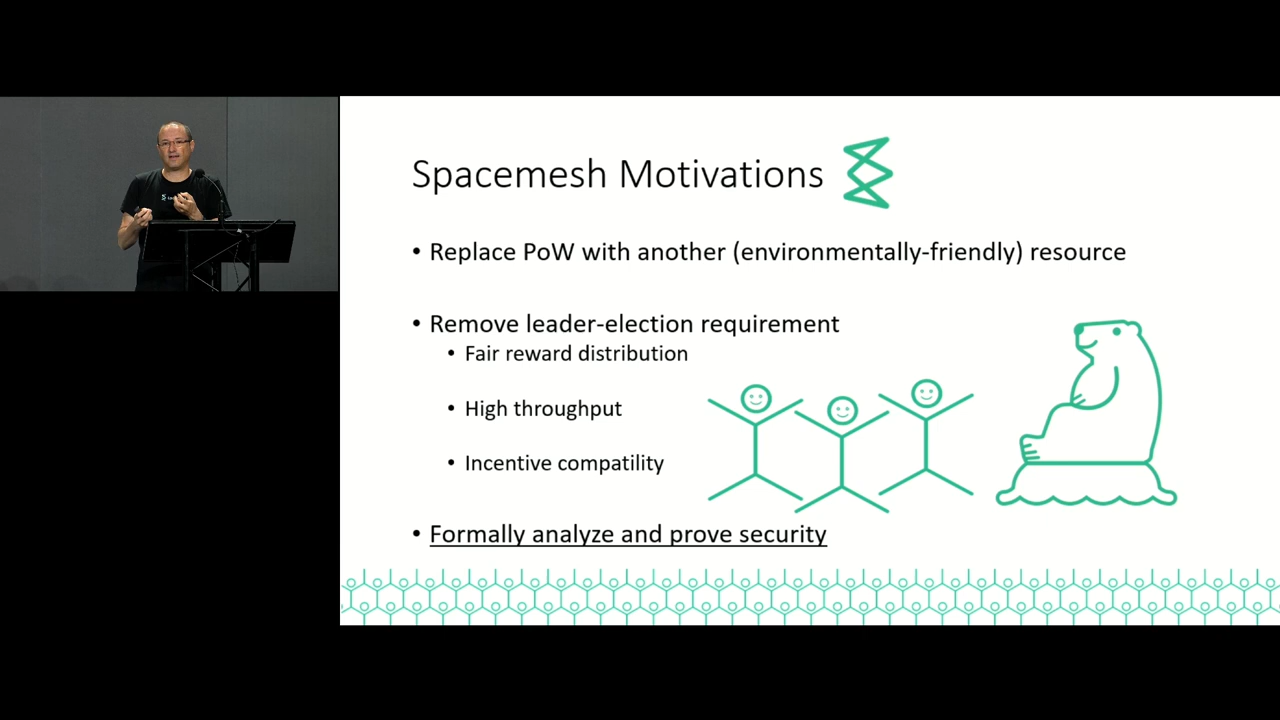 Spacemesh Motivations
• Replace PoW with another (environmentally-friendly) resource
• Remove leader-election requirement
• Fair reward distribution
• High throughput
• Incentive compatility
• Formally analyze and prove security